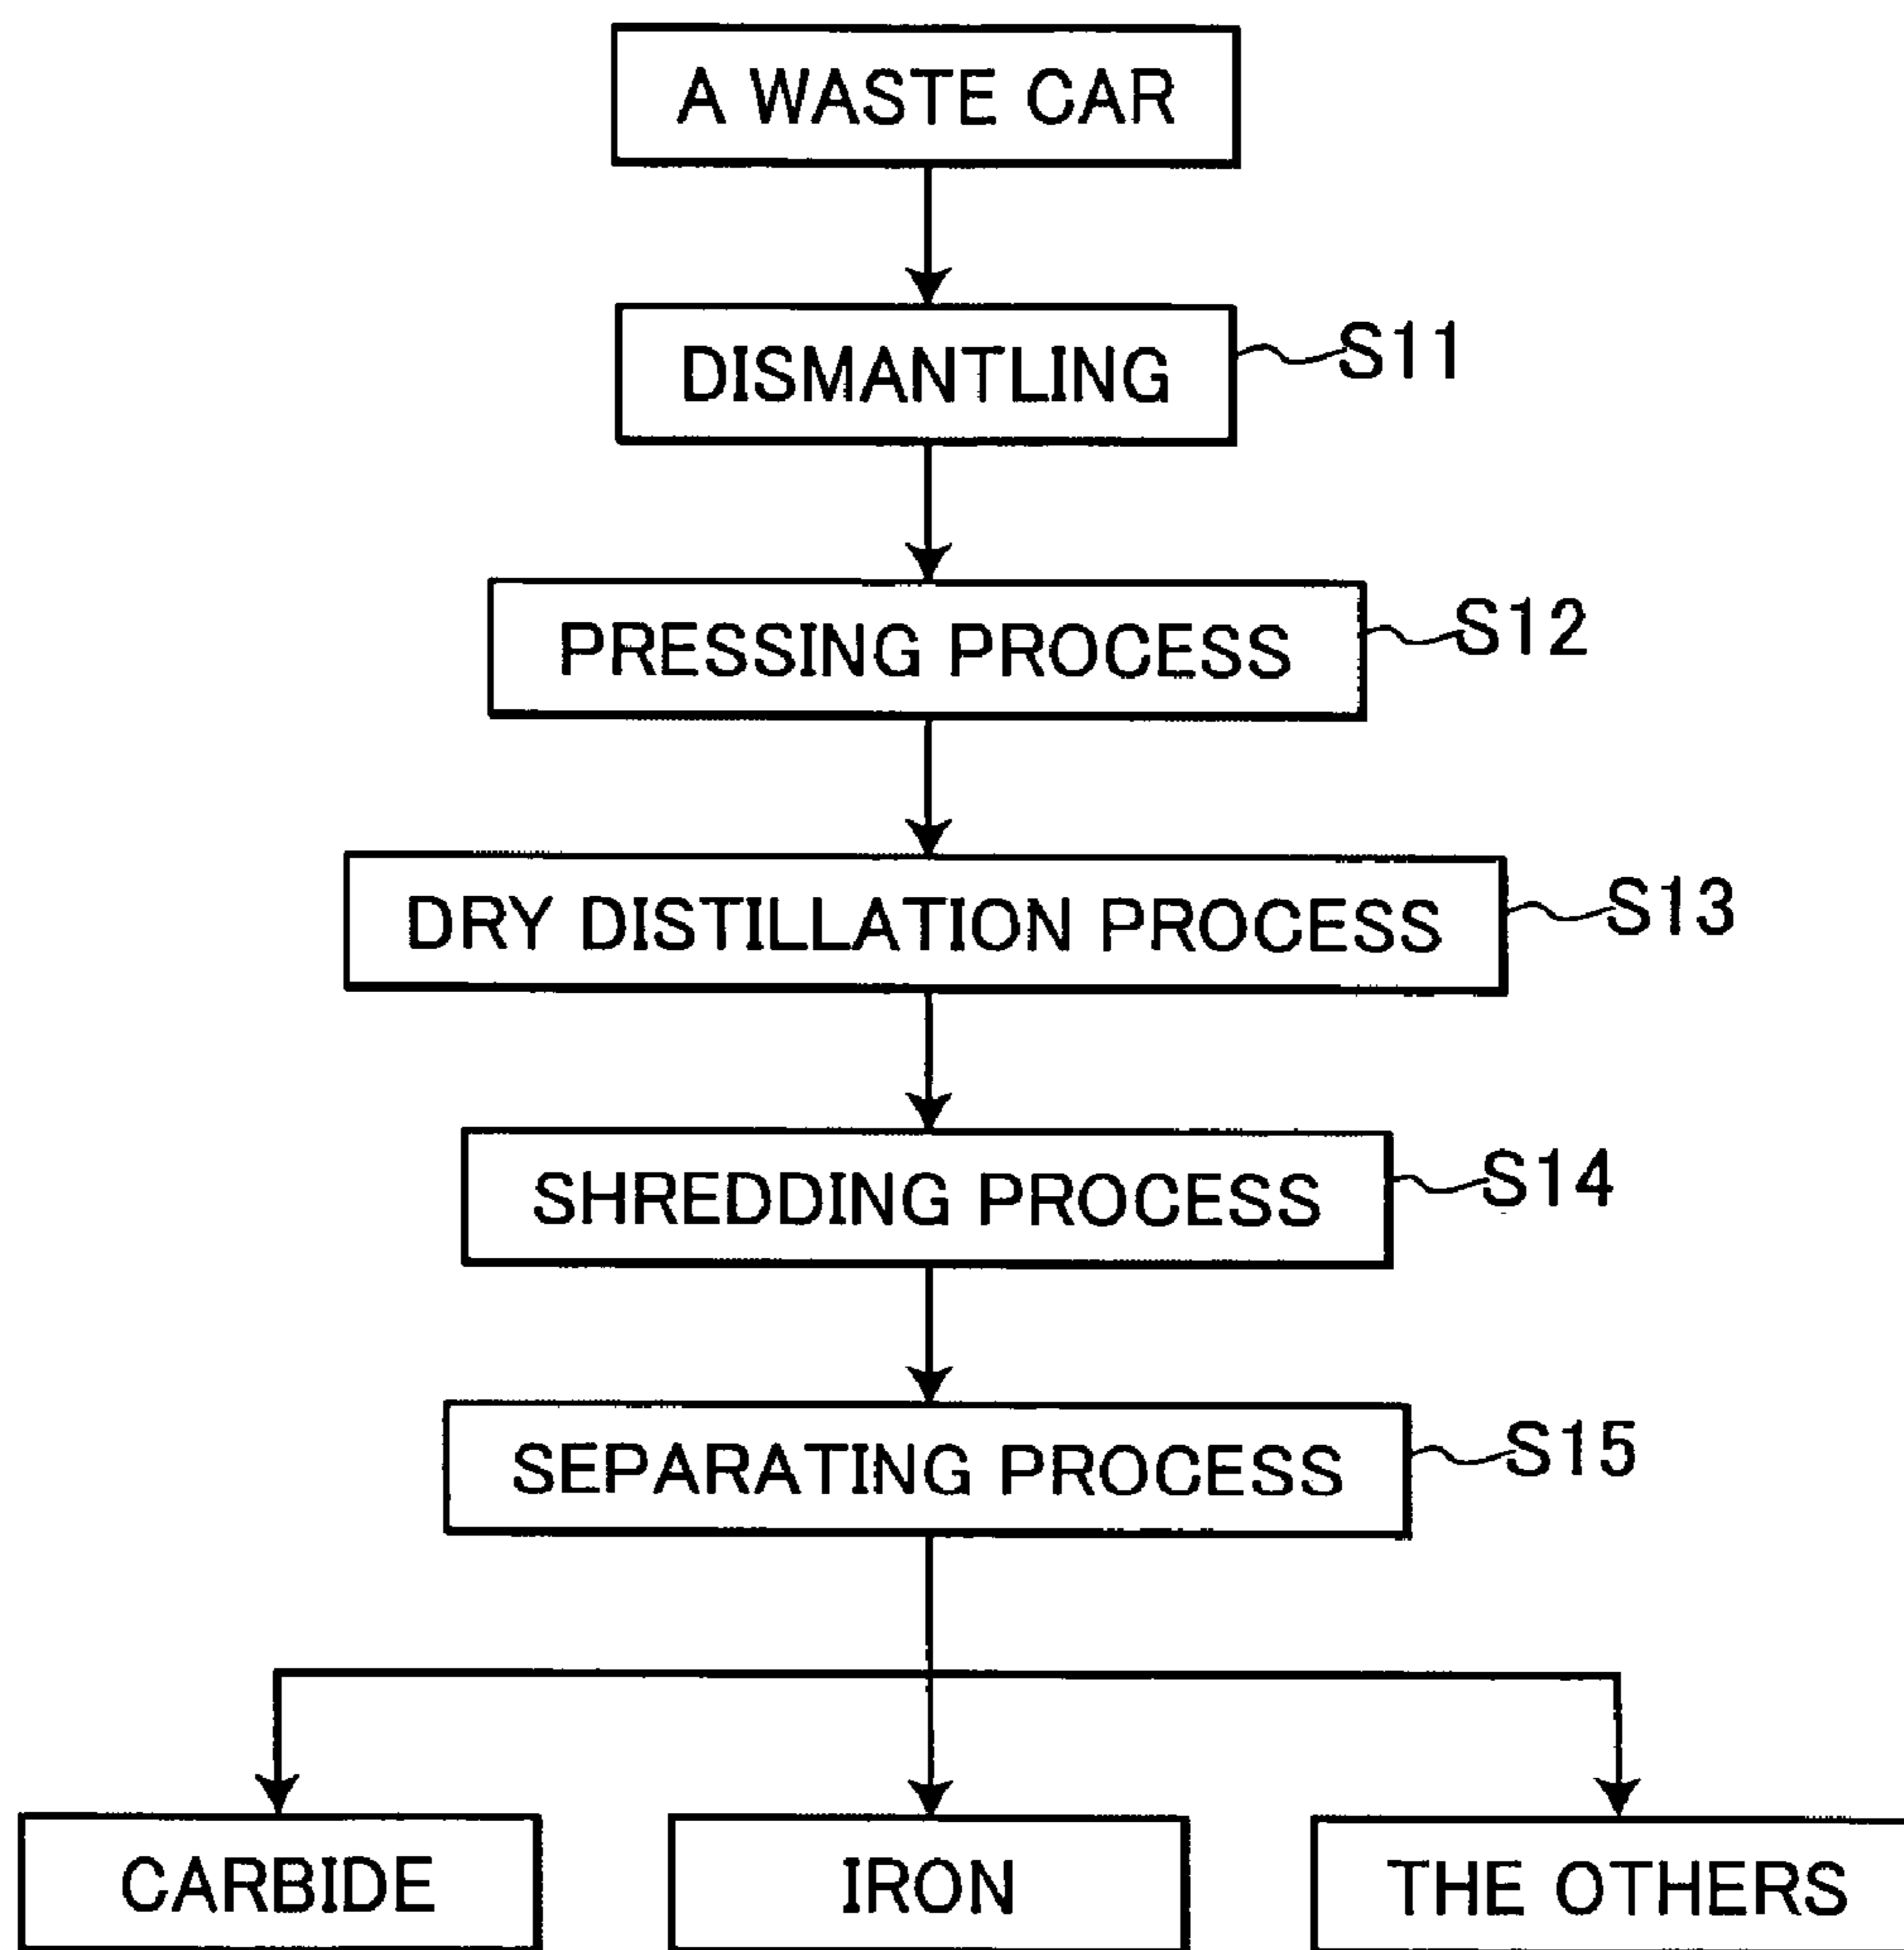 A WASTE CAR
DISMANTLING S11
PRESSING PROCESS S12
DRY DISTILLATION PROCESS S13
SHREDDING PROCESS S14
SEPARATING PROCESS S15
CARBIDE IRON THE OTHERS